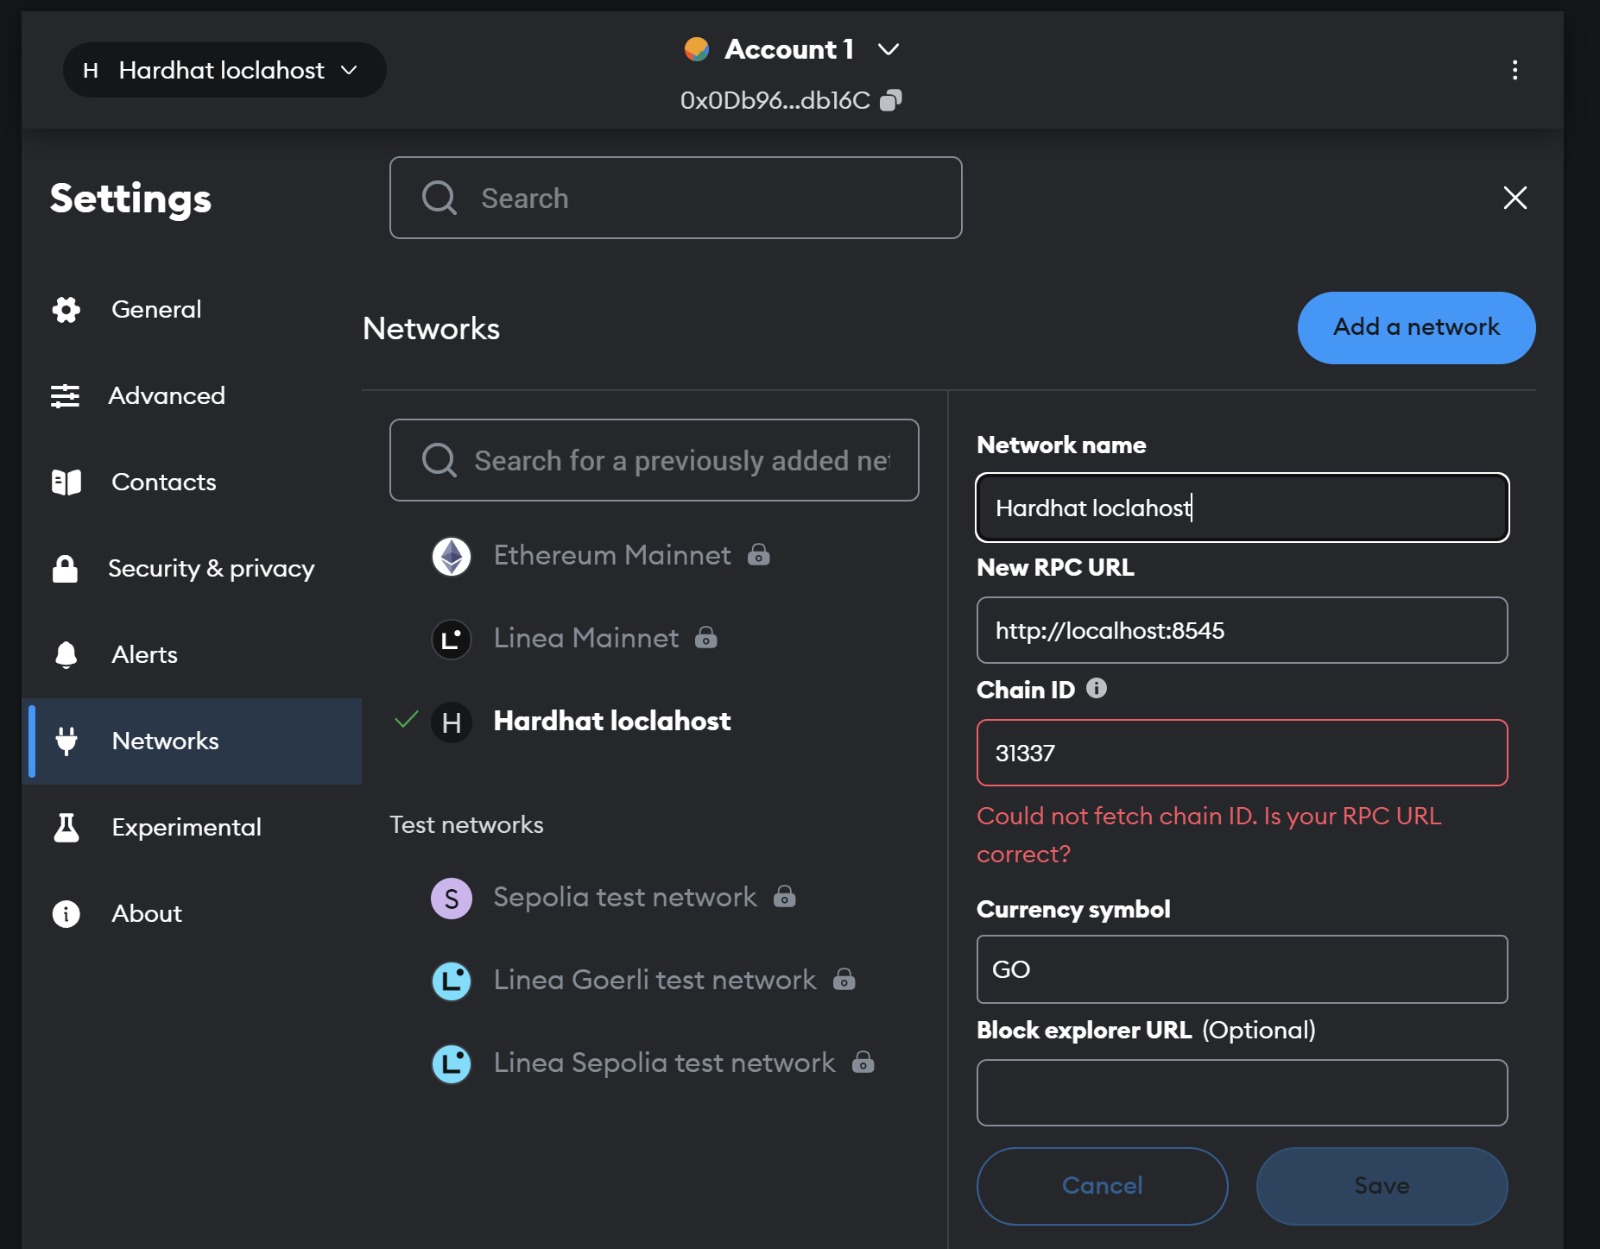 H Hardhat loclahost
Account 1
0x0Db96...db16C
Settings
Search
General
Advanced
Contacts
Security & privacy
Alerts
Networks
Experimental
About
Networks
Add a network
Search for a previously added net
Ethereum Mainnet
L Linea Mainnet
H Hardhat loclahost
Test networks
S Sepolia test network
L Linea Goerli test network
L Linea Sepolia test network
Network name
Hardhat loclahost
New RPC URL
http://localhost:8545
Chain ID
31337
Could not fetch chain ID. Is your RPC URL
correct?
Currency symbol
GO
Block explorer URL (Optional)
Cancel
Save